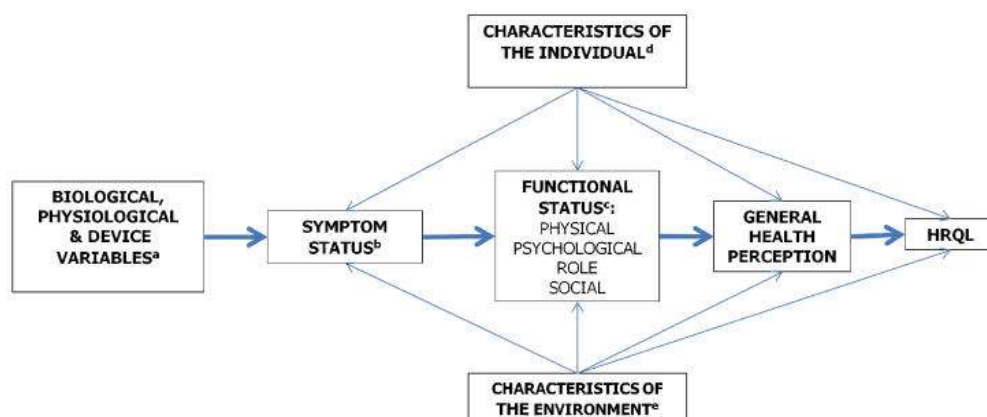 CHARACTERISTICS OF
THE INDIVIDUALᵈ
BIOLOGICAL,
PHYSIOLOGICAL
& DEVICE
VARIABLESᵃ
SYMPTOM
STATUSᵇ
FUNCTIONAL
STATUSᶜ:
PHYSICAL
PSYCHOLOGICAL
ROLE
SOCIAL
GENERAL
HEALTH
PERCEPTION
HRQL
CHARACTERISTICS OF
THE ENVIRONMENTᵉ